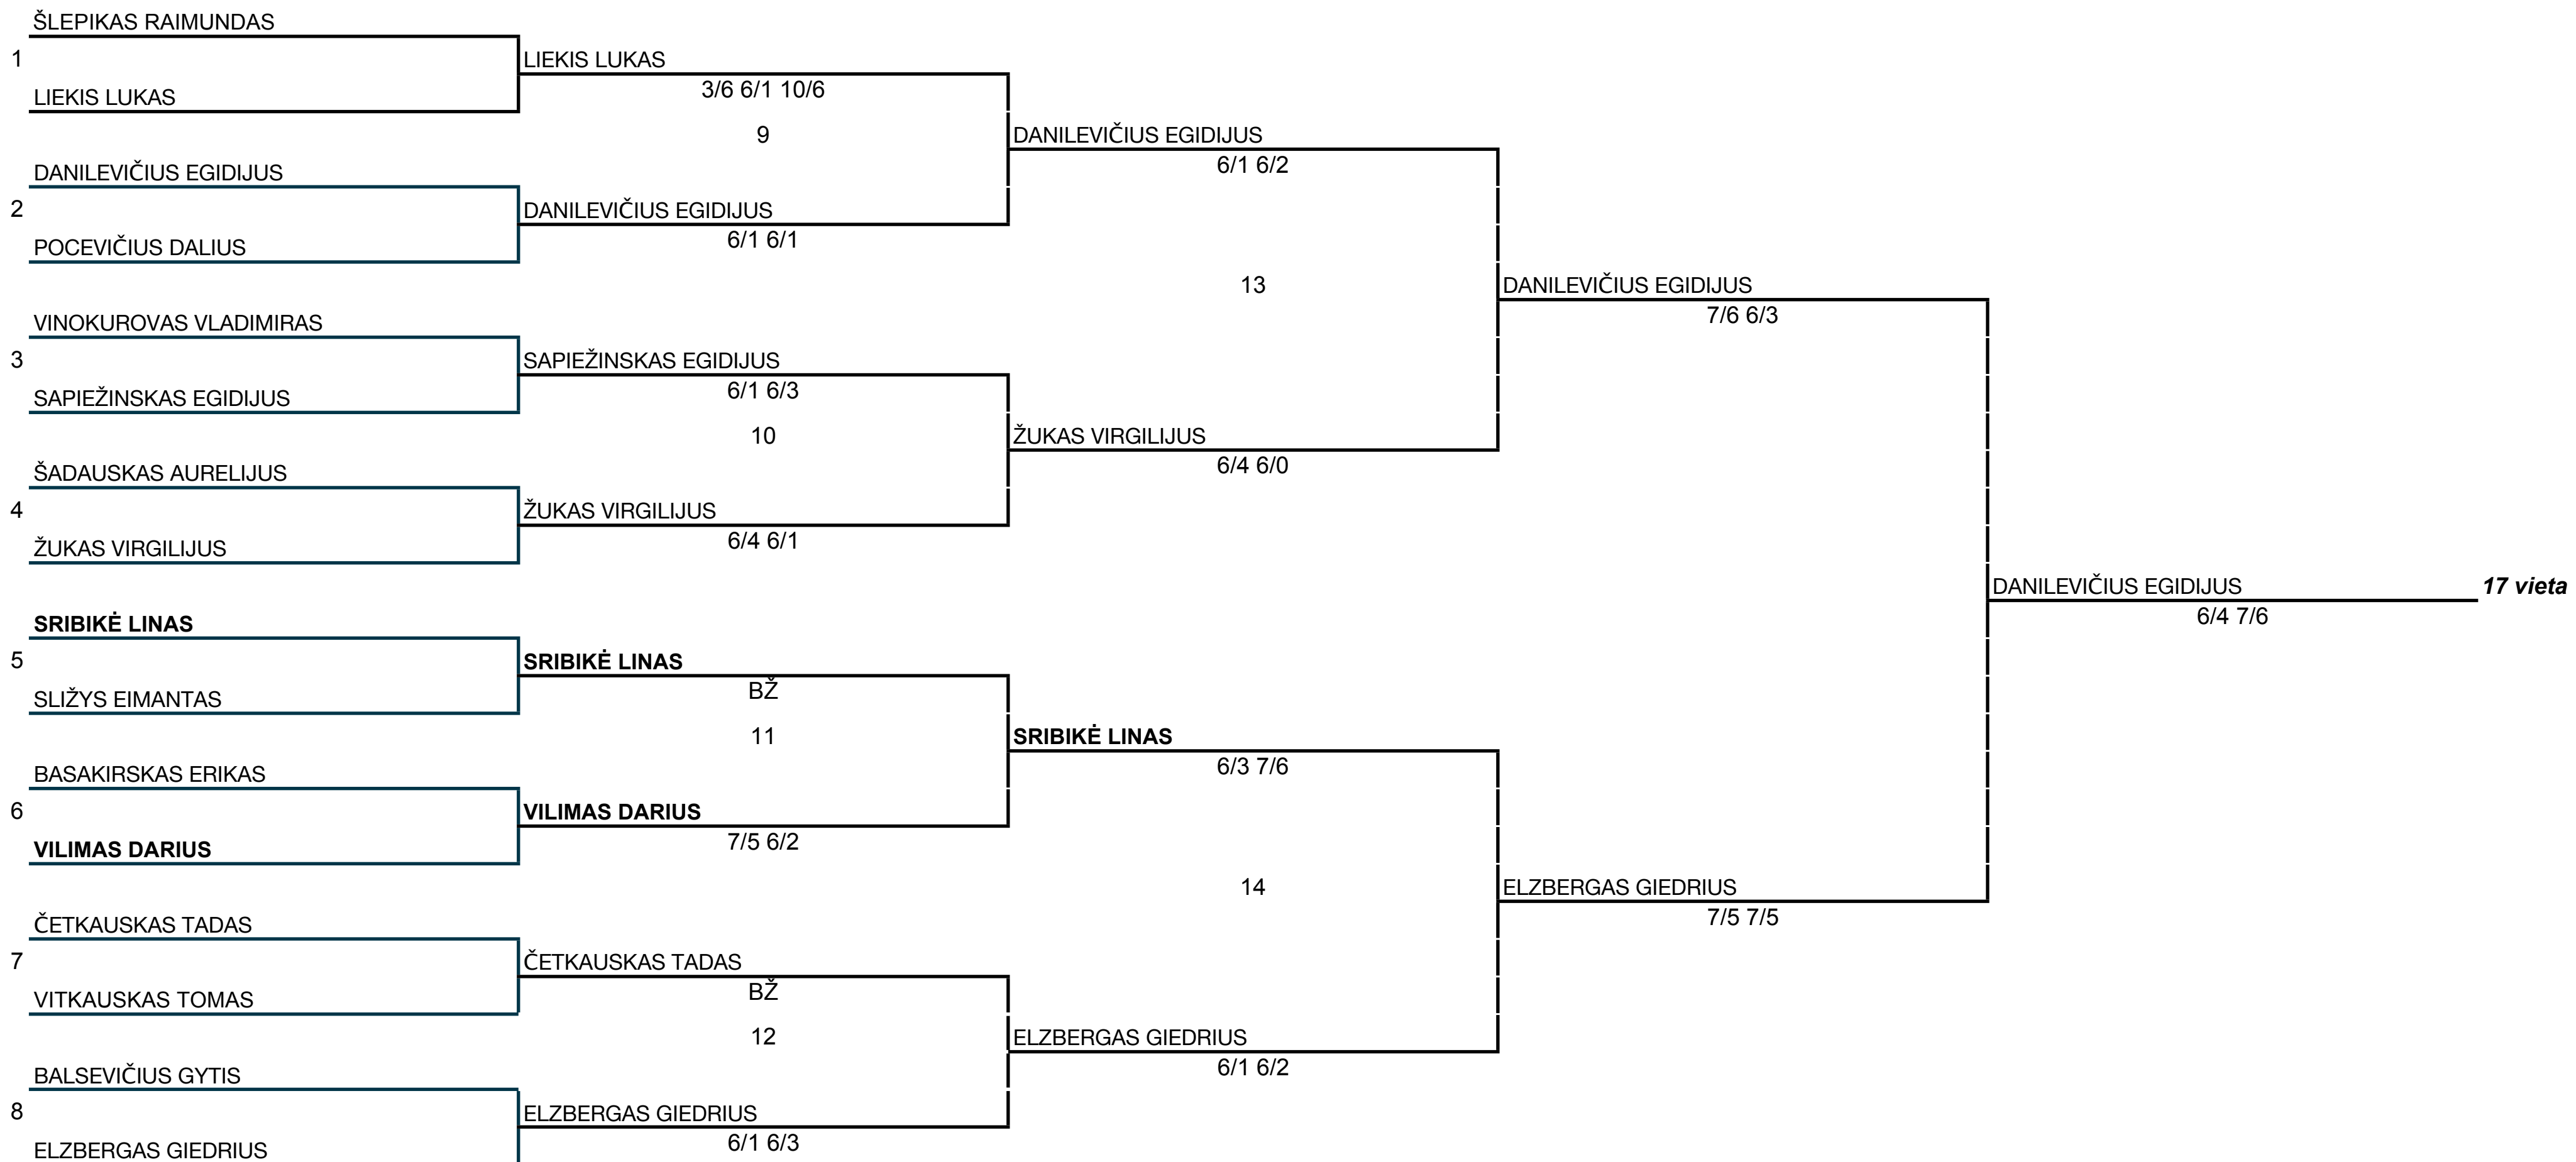 ŠLEPIKAS RAIMUNDAS
1
LIEKIS LUKAS
LIEKIS LUKAS
3/6 6/1 10/6
9
DANILEVIČIUS EGIDIJUS
6/1 6/2
DANILEVIČIUS EGIDIJUS
2
DANILEVIČIUS EGIDIJUS
6/1 6/1
POCEVIČIUS DALIUS
13
DANILEVIČIUS EGIDIJUS
7/6 6/3
VINOKUROVAS VLADIMIRAS
3
SAPIEŽINSKAS EGIDIJUS
6/1 6/3
SAPIEŽINSKAS EGIDIJUS
10
ŽUKAS VIRGILIJUS
6/4 6/0
ŠADAUSKAS AURELIJUS
4
ŽUKAS VIRGILIJUS
6/4 6/1
ŽUKAS VIRGILIJUS
DANILEVIČIUS EGIDIJUS
17 vieta
6/4 7/6
SRIBIKĖ LINAS
5
SRIBIKĖ LINAS
BŽ
SLIŽYS EIMANTAS
11
SRIBIKĖ LINAS
6/3 7/6
BASAKIRSKAS ERIKAS
6
VILIMAS DARIUS
7/5 6/2
VILIMAS DARIUS
14
ELZBERGAS GIEDRIUS
7/5 7/5
ČETKAUSKAS TADAS
7
ČETKAUSKAS TADAS
BŽ
VITKAUSKAS TOMAS
12
ELZBERGAS GIEDRIUS
6/1 6/2
BALSEVIČIUS GYTIS
8
ELZBERGAS GIEDRIUS
6/1 6/3
ELZBERGAS GIEDRIUS